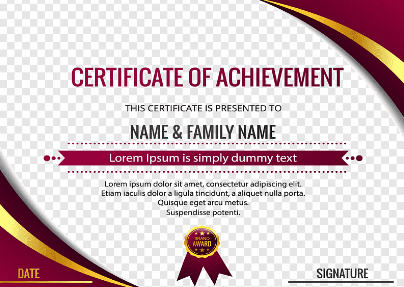 CERTIFICATE OF ACHIEVEMENT
THIS CERTIFICATE IS PRESENTED TO
NAME & FAMILY NAME
Lorem Ipsum is simply dummy text
Lorem ipsum dolor sit amet, consectetur adipiscing elit.
Etiam iaculis dolor a ligula tincidunt, a aliquet nulla porta.
Quisque eget arcu metus.
Suspendisse potenti.
BRAND
AWARD
DATE
SIGNATURE